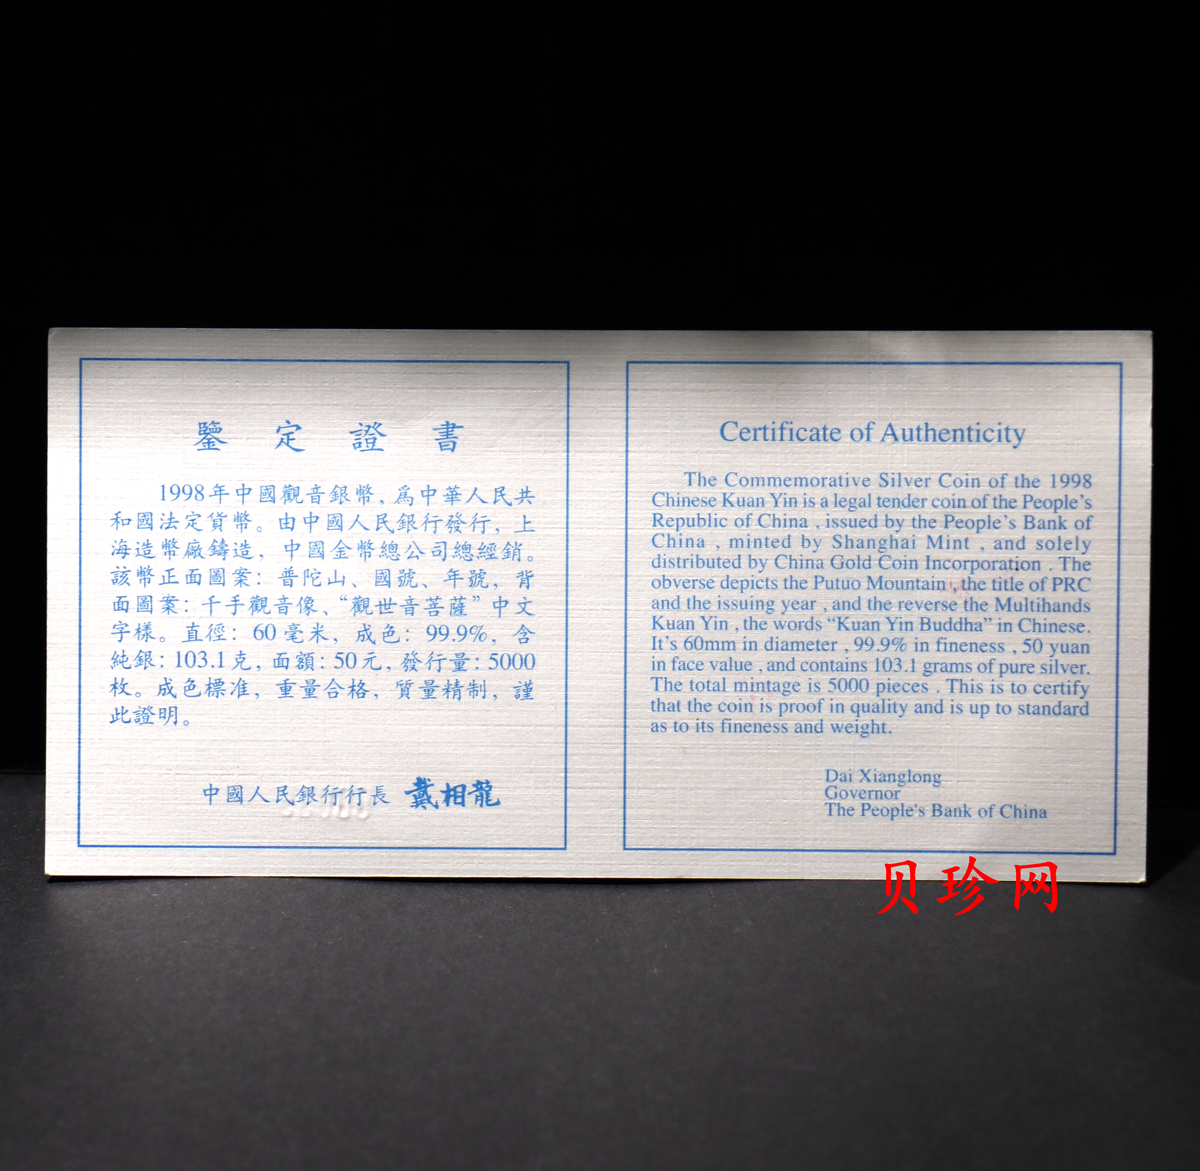 鑒定證書
1998年中國觀音銀幣，爲中華人民共
和國法定貨幣。由中國人民銀行發行，上
海造幣廠鑄造，中國金幣總公司總經銷。
該幣正面圖案：普陀山、國號、年號，背
面圖案：千手觀音像、“觀世音菩薩”中文
字樣。直徑：60毫米，成色：99.9%，含
純銀：103.1克，面額：50元，發行量：5000
枚。成色標准，重量合格，質量精制，謹
此證明。
中國人民銀行行長 戴相龍
Certificate of Authenticity
The Commemorative Silver Coin of the 1998
Chinese Kuan Yin is a legal tender coin of the People's
Republic of China , issued by the People's Bank of
China , minted by Shanghai Mint , and solely
distributed by China Gold Coin Incorporation . The
obverse depicts the Putuo Mountain , the title of PRC
and the issuing year , and the reverse the Multihands
Kuan Yin , the words “Kuan Yin Buddha” in Chinese.
It's 60mm in diameter , 99.9% in fineness , 50 yuan
in face value , and contains 103.1 grams of pure silver.
The total mintage is 5000 pieces . This is to certify
that the coin is proof in quality and is up to standard
as to its fineness and weight.
Dai Xianglong
Governor
The People's Bank of China
贝珍网